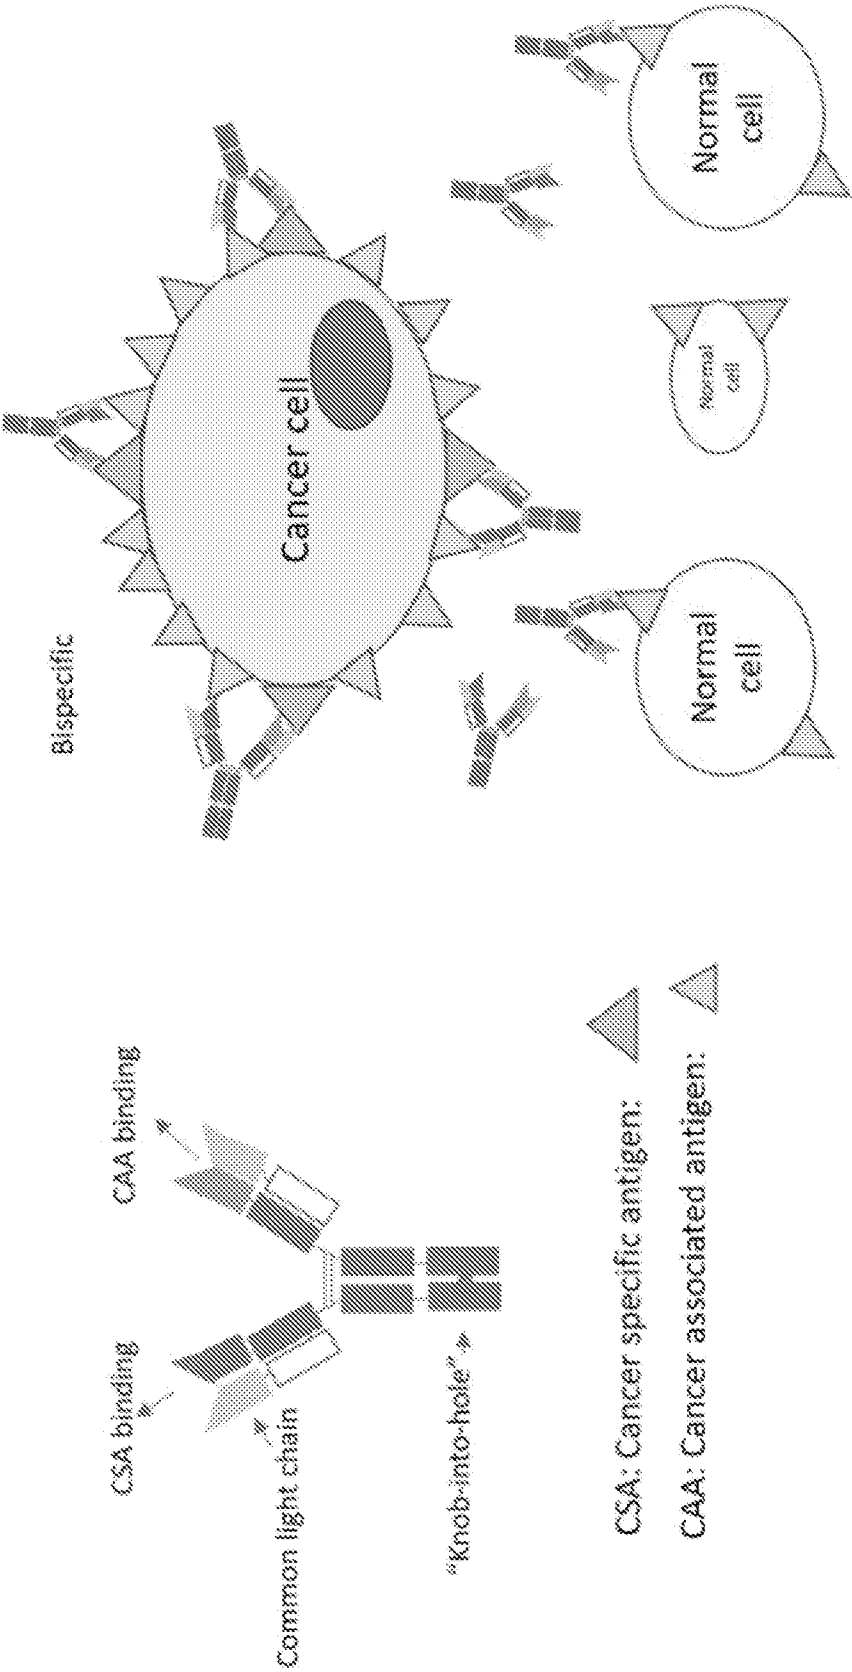 CSA binding
CAA binding
Common light chain
"Knob-into-hole"
CSA: Cancer specific antigen:
CAA: Cancer associated antigen:
Bispecific
Cancer cell
Normal
cell
Normal
cell
Normal
cell